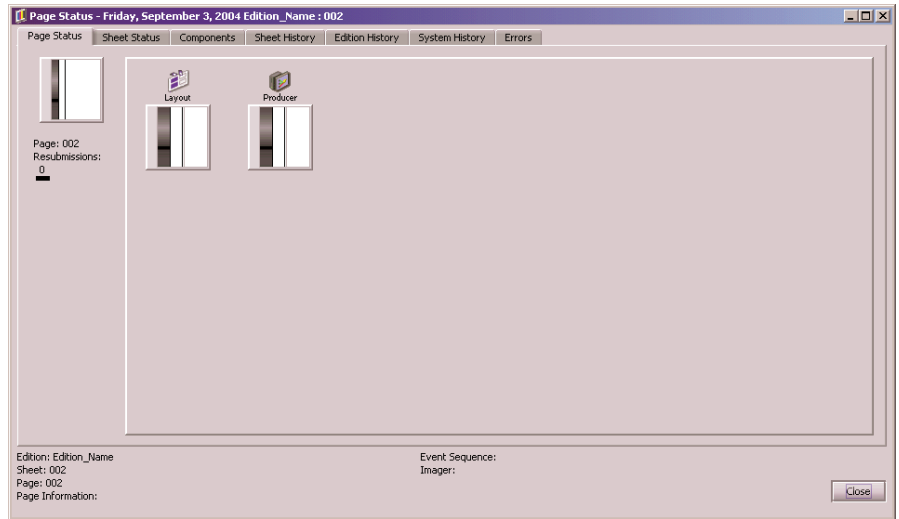 Page Status - Friday, September 3, 2004 Edition_Name : 002
Page Status Sheet Status Components Sheet History Edition History System History Errors
Layout Producer
Page: 002
Resubmissions:
0
Edition: Edition_Name
Sheet: 002
Page: 002
Page Information:
Event Sequence:
Imager:
Close